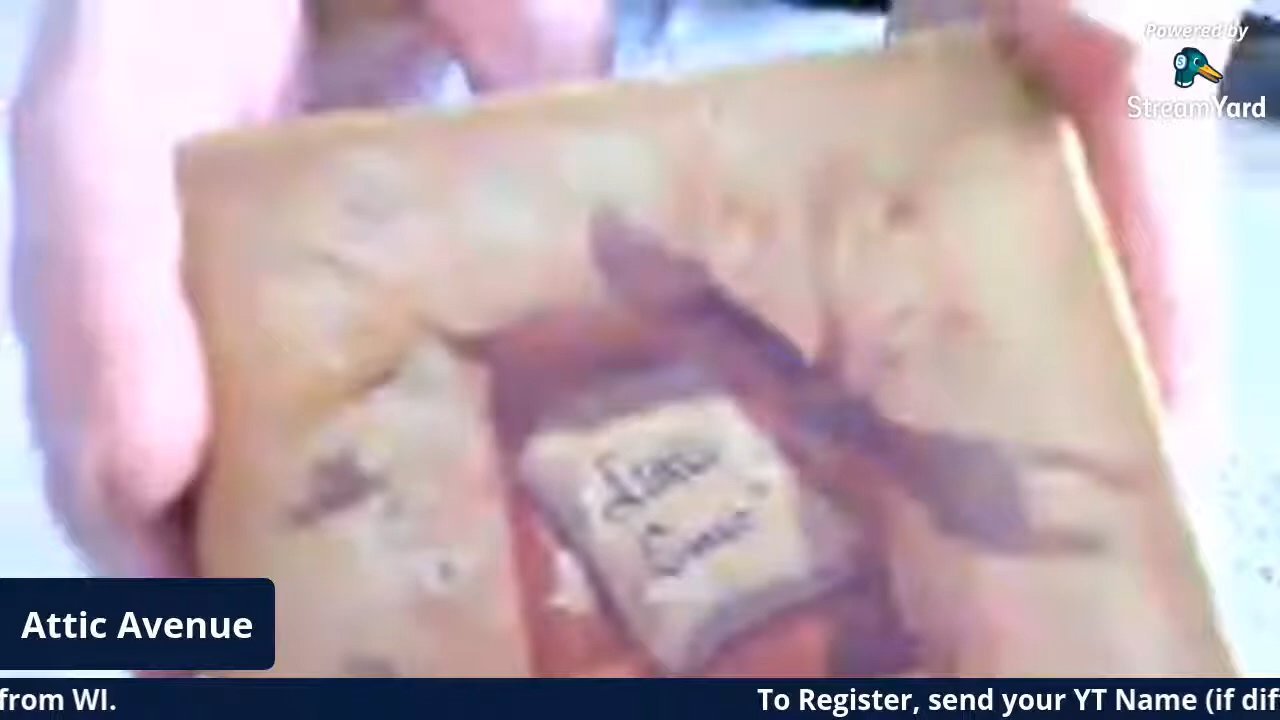 Powered by
StreamYard
Attic Avenue
from WI.
To Register, send your YT Name (if dif